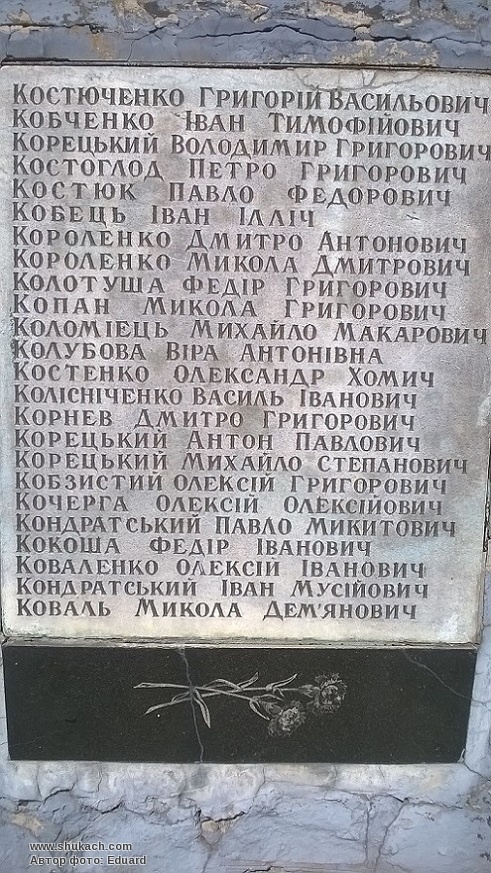 КОСТЮЧЕНКО ГРИГОРІЙ ВАСИЛЬОВИЧ
КОБЧЕНКО ІВАН ТИМОФІЙОВИЧ
КОРЕЦЬКИЙ ВОЛОДИМИР ГРИГОРОВИЧ
КОСТОГЛОД ПЕТРО ГРИГОРОВИЧ
КОСТЮК ПАВЛО ФЕДОРОВИЧ
КОБЕЦЬ ІВАН ІЛЛІЧ
КОРОЛЕНКО ДМИТРО АНТОНОВИЧ
КОРОЛЕНКО МИКОЛА ДМИТРОВИЧ
КОЛОТУША ФЕДІР ГРИГОРОВИЧ
КОПАН МИКОЛА ГРИГОРОВИЧ
КОЛОМІЕЦЬ МИХАЙЛО МАКАРОВИЧ
КОЛУБОВА ВІРА АНТОНІВНА
КОСТЕНКО ОЛЕКСАНДР ХОМИЧ
КОЛІСНІЧЕНКО ВАСИЛЬ ІВАНОВИЧ
КОРНЕВ ДМИТРО ГРИГОРОВИЧ
КОРЕЦЬКИЙ АНТОН ПАВЛОВИЧ
КОРЕЦЬКИЙ МИХАЙЛО СТЕПАНОВИЧ
КОБЗИСТИЙ ОЛЕКСІЙ ГРИГОРОВИЧ
КОЧЕРГА ОЛЕКСІЙ ОЛЕКСІЙОВИЧ
КОНДРАТСЬКИЙ ПАВЛО МИКИТОВИЧ
КОКОША ФЕДІР ІВАНОВИЧ
КОВАЛЕНКО ОЛЕКСІЙ ІВАНОВИЧ
КОНДРАТСЬКИЙ ІВАН МУСІЙОВИЧ
КОВАЛЬ МИКОЛА ДЕМ'ЯНОВИЧ
www.shukach.com
Автор фото: Eduard